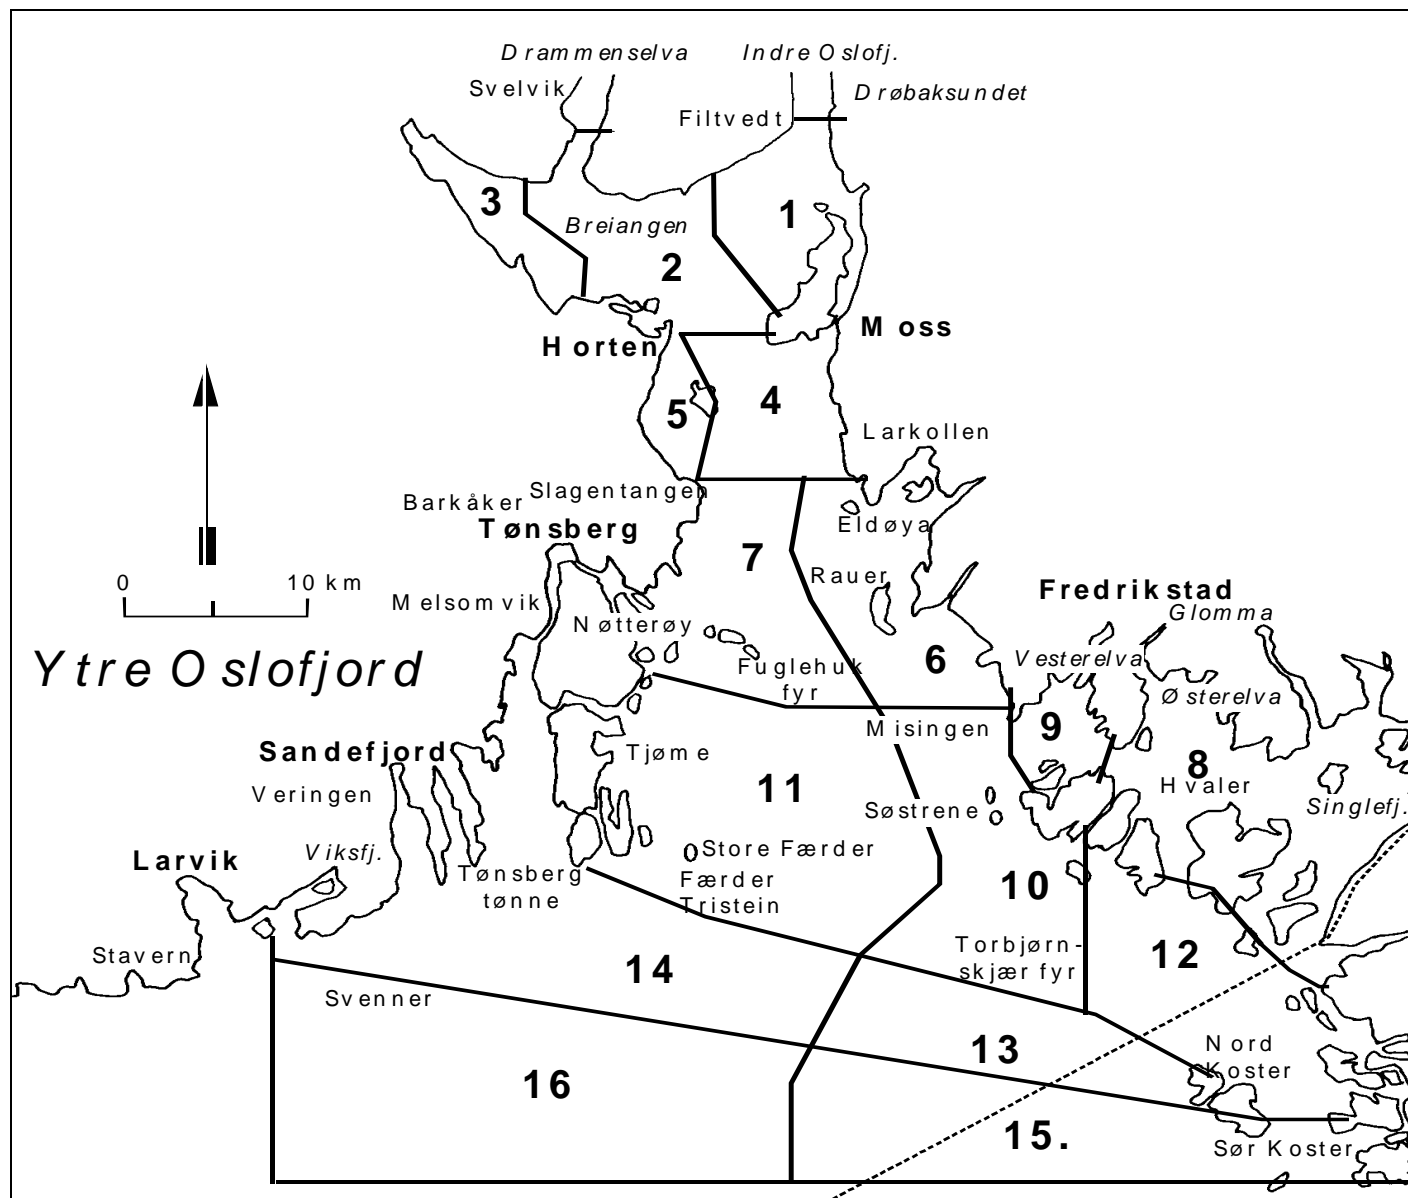 Drammenselva
Indre Oslofj.
Svelvik
Drøbaksundet
Filtvedt
3
1
Breiangen
2
Horten
Moss
5
4
Larkollen
Barkåker
Slagentangen
Eldøya
Tønsberg
7
0
10 km
Rauer
Fredrikstad
Melsomvik
Glomma
Nøtterøy
Ytre Oslofjord
Fuglehuk
fyr
6
Vesterelva
Østerelva
9
Misingen
Sandefjord
Tjøme
8
Veringen
11
Hvaler
Søstrene
Singlefj.
Larvik
Viksfj.
Store Færder
Tønsberg
tønne
Færder
Tristein
10
Stavern
14
Torbjørn-
skjær fyr
12
Svenner
13
Nord
Koster
16
15.
Sør Koster